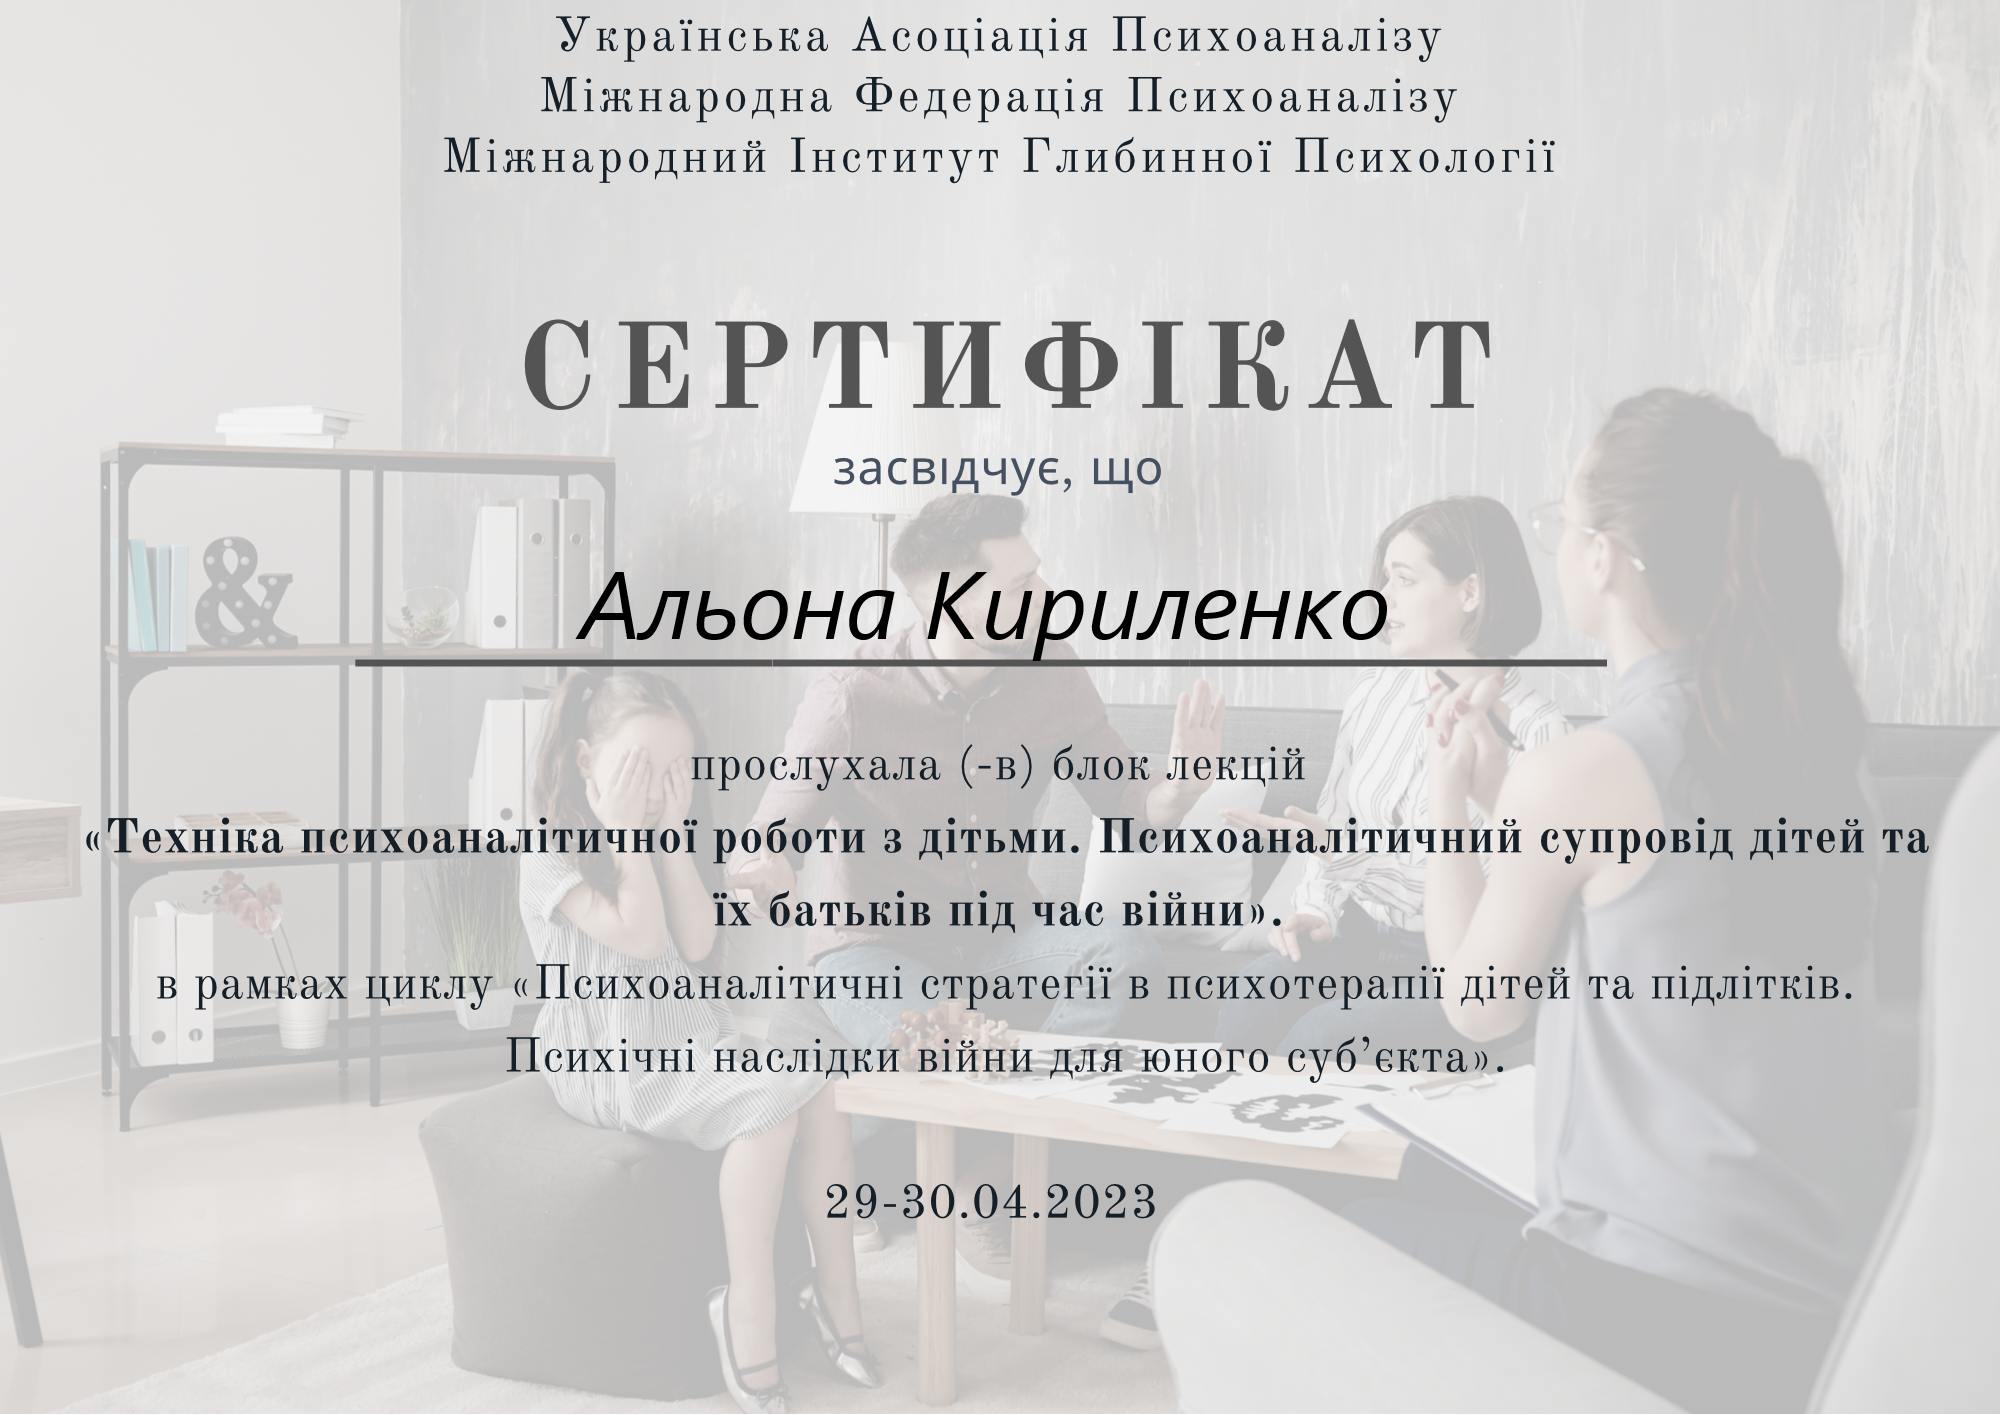 Українська Асоціація Психоаналізу
Міжнародна Федерація Психоаналізу
Міжнародний Інститут Глибинної Психології
СЕРТИФІКАТ
засвідчує, що
Альона Кириленко
прослухала (-в) блок лекцій
«Техніка психоаналітичної роботи з дітьми. Психоаналітичний супровід дітей та
їх батьків під час війни».
в рамках циклу «Психоаналітичні стратегії в психотерапії дітей та підлітків.
Психічні наслідки війни для юного суб’єкта».
29-30.04.2023